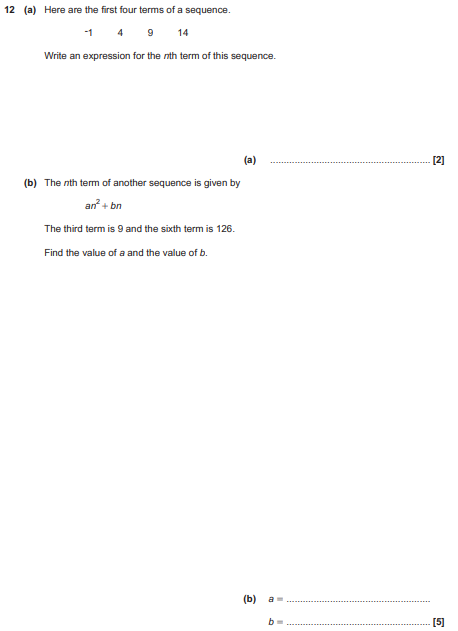 12 (a) Here are the first four terms of a sequence.
-1 4 9 14
Write an expression for the nth term of this sequence.
(a) ............................................................ [2]
(b) The nth term of another sequence is given by
an² + bn
The third term is 9 and the sixth term is 126.
Find the value of a and the value of b.
(b) a = ......................................................
b = ...................................................... [5]